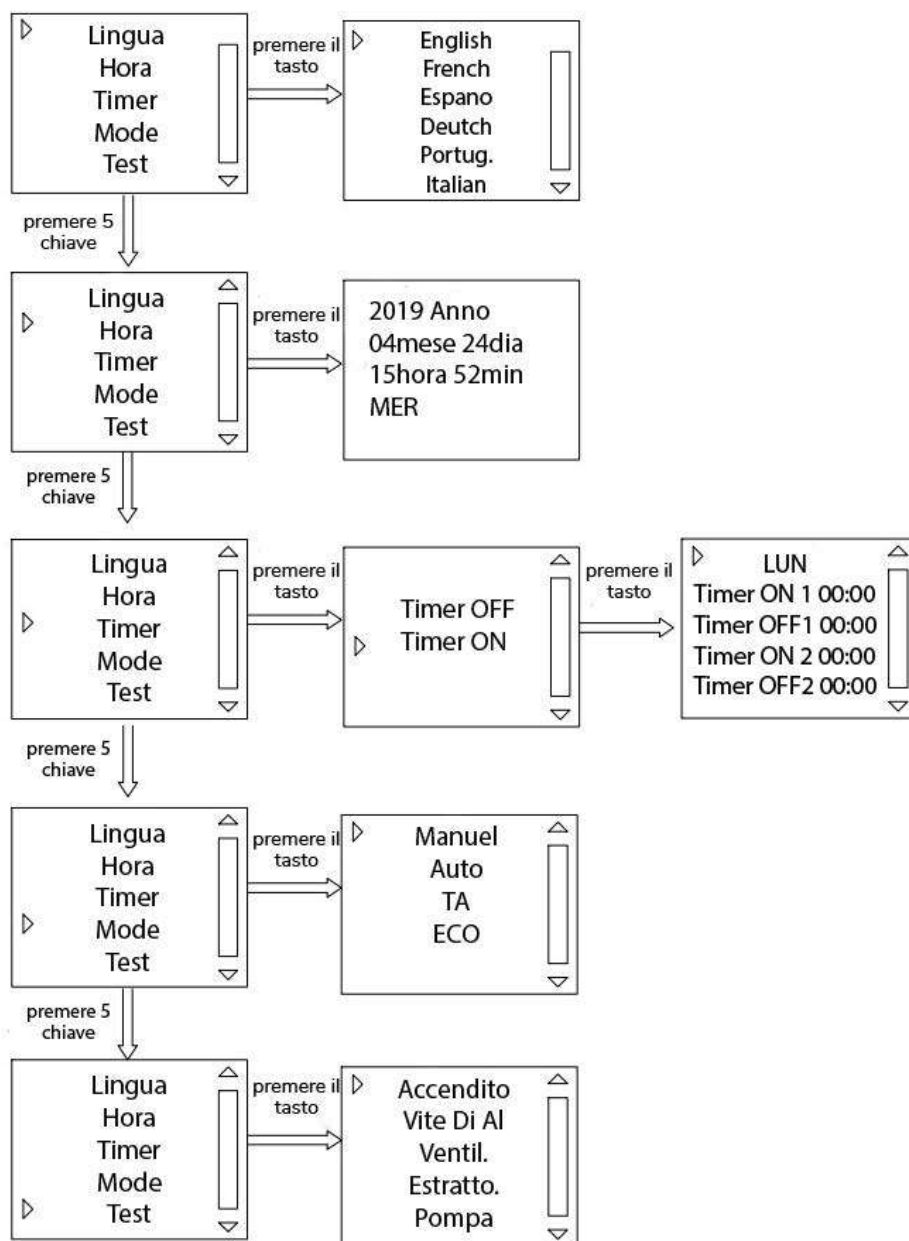 Lingua
Hora
Timer
Mode
Test
premere il
tasto
English
French
Espano
Deutch
Portug.
Italian
premere 5
chiave
Lingua
Hora
Timer
Mode
Test
premere il
tasto
2019 Anno
04mese 24dia
15hora 52min
MER
premere 5
chiave
Lingua
Hora
Timer
Mode
Test
premere il
tasto
Timer OFF
Timer ON
premere il
tasto
LUN
Timer ON 1 00:00
Timer OFF1 00:00
Timer ON 2 00:00
Timer OFF2 00:00
premere 5
chiave
Lingua
Hora
Timer
Mode
Test
premere il
tasto
Manuel
Auto
TA
ECO
premere 5
chiave
Lingua
Hora
Timer
Mode
Test
premere il
tasto
Accendito
Vite Di Al
Ventil.
Estratto.
Pompa